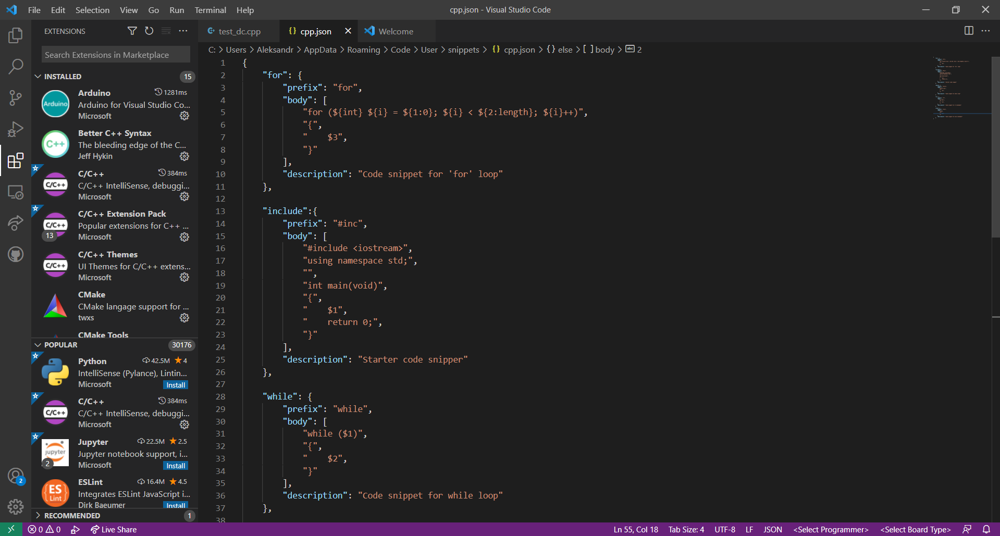 File Edit Selection View Go Run Terminal Help
cpp.json - Visual Studio Code
EXTENSIONS
test_dc.cpp
{} cpp.json
Welcome
Search Extensions in Marketplace
C: > Users > Aleksandr > AppData > Roaming > Code > User > snippets > {} cpp.json > {} else > [ ] body > abc 2
INSTALLED 15
Arduino 1281ms
Arduino for Visual Studio Co...
Microsoft
Better C++ Syntax
The bleeding edge of the C...
Jeff Hykin
C/C++ 384ms
C/C++ IntelliSense, debuggi...
Microsoft
C/C++ Extension Pack
Popular extensions for C++ ...
13
Microsoft
C/C++ Themes
UI Themes for C/C++ extens...
Microsoft
CMake
CMake langage support for ...
twxs
CMake Tools
POPULAR 30176
Python 42.5M 4
IntelliSense (Pylance), Lintin...
Microsoft Install
C/C++ 384ms
C/C++ IntelliSense, debuggi...
Microsoft
Jupyter 22.5M 2.5
Jupyter notebook support, i...
2
Microsoft Install
ESLint 16.4M 4.5
Integrates ESLint JavaScript i...
Dirk Baeumer Install
RECOMMENDED 1
Arduino
C++
C/C++
C/C++
C/C++
C/C++
jupyter
{ES Lint}
2
1 {
2 "for": {
3 "prefix": "for",
4 "body": [
5 "for (${int} ${i} = ${1:0}; ${i} < ${2:length}; ${i}++)",
6 "{",
7 "    $3",
8 "}"
9 ],
10 "description": "Code snippet for 'for' loop"
11 },
12
13 "include":{
14 "prefix": "#inc",
15 "body": [
16 "#include <iostream>",
17 "using namespace std;",
18 "",
19 "int main(void)",
20 "{",
21 "    $1",
22 "    return 0;",
23 "}"
24 ],
25 "description": "Starter code snipper"
26 },
27
28 "while": {
29 "prefix": "while",
30 "body": [
31 "while ($1)",
32 "{",
33 "    $2",
34 "}"
35 ],
36 "description": "Code snippet for while loop"
37 },
38
0 0 Live Share
Ln 55, Col 18 Tab Size: 4 UTF-8 LF JSON <Select Programmer> <Select Board Type>